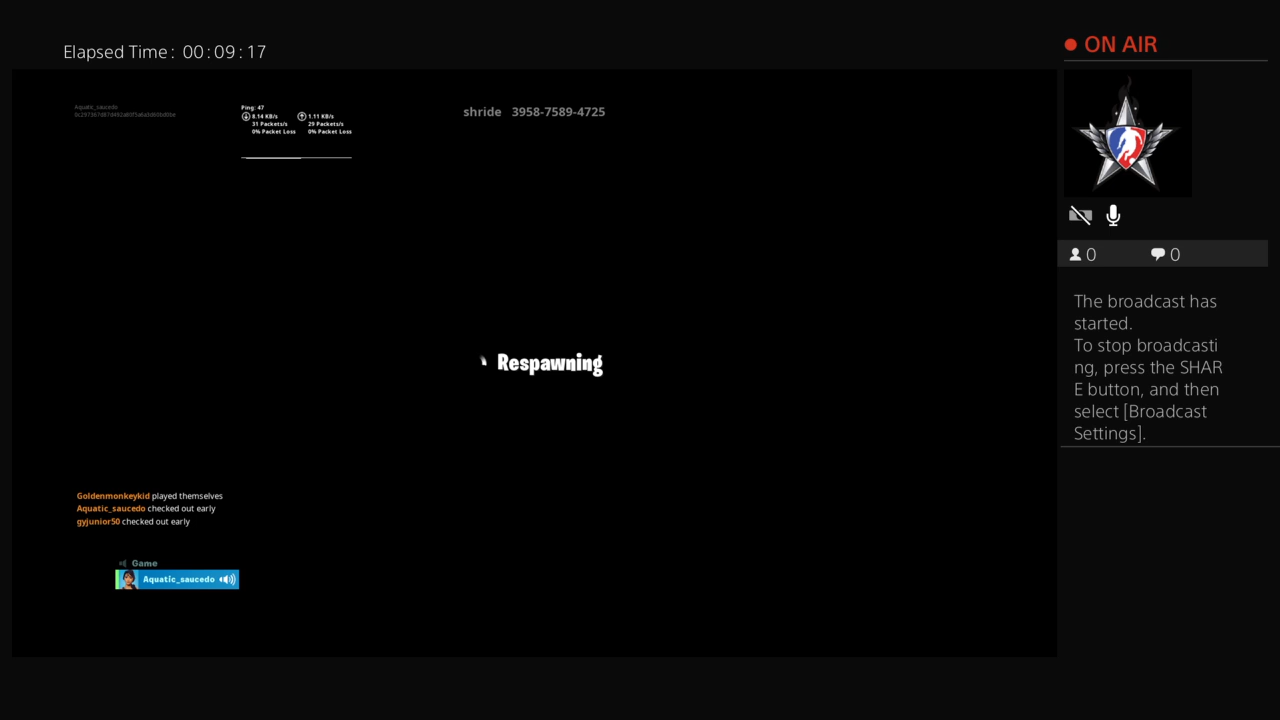 Elapsed Time: 00:09:17
ON AIR
Aquatic_saucedo
Ping: 47
8.14 KB/s
1.11 KB/s
31 Packets/s
29 Packets/s
0% Packet Loss
0% Packet Loss
shride 3958-7589-4725
0
0
The broadcast has
started.
To stop broadcasti
ng, press the SHAR
E button, and then
select [Broadcast
Settings].
Respawning
Goldenmonkeykid played themselves
Aquatic_saucedo checked out early
gyjunior50 checked out early
Game
Aquatic_saucedo